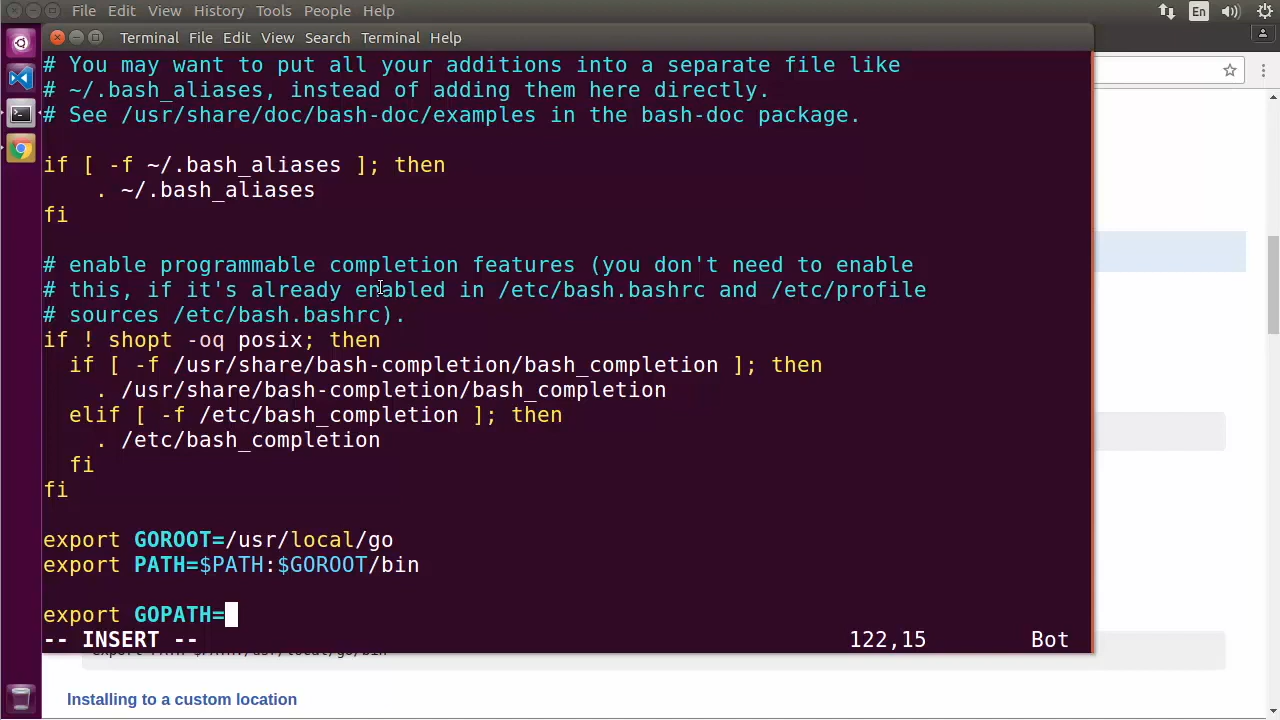 File Edit View History Tools People Help
En
Terminal File Edit View Search Terminal Help
# You may want to put all your additions into a separate file like
# ~/.bash_aliases, instead of adding them here directly.
# See /usr/share/doc/bash-doc/examples in the bash-doc package.
if [ -f ~/.bash_aliases ]; then
    . ~/.bash_aliases
fi
# enable programmable completion features (you don't need to enable
# this, if it's already enabled in /etc/bash.bashrc and /etc/profile
# sources /etc/bash.bashrc).
if ! shopt -oq posix; then
  if [ -f /usr/share/bash-completion/bash_completion ]; then
    . /usr/share/bash-completion/bash_completion
  elif [ -f /etc/bash_completion ]; then
    . /etc/bash_completion
  fi
fi
export GOROOT=/usr/local/go
export PATH=$PATH:$GOROOT/bin
export GOPATH=
-- INSERT -- 122,15 Bot
Installing to a custom location